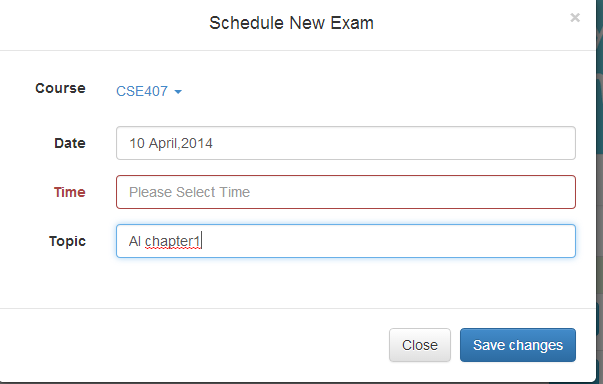 Schedule New Exam
×
Course
CSE407
Date
10 April,2014
Time
Please Select Time
Topic
AI chapter1
Close
Save changes